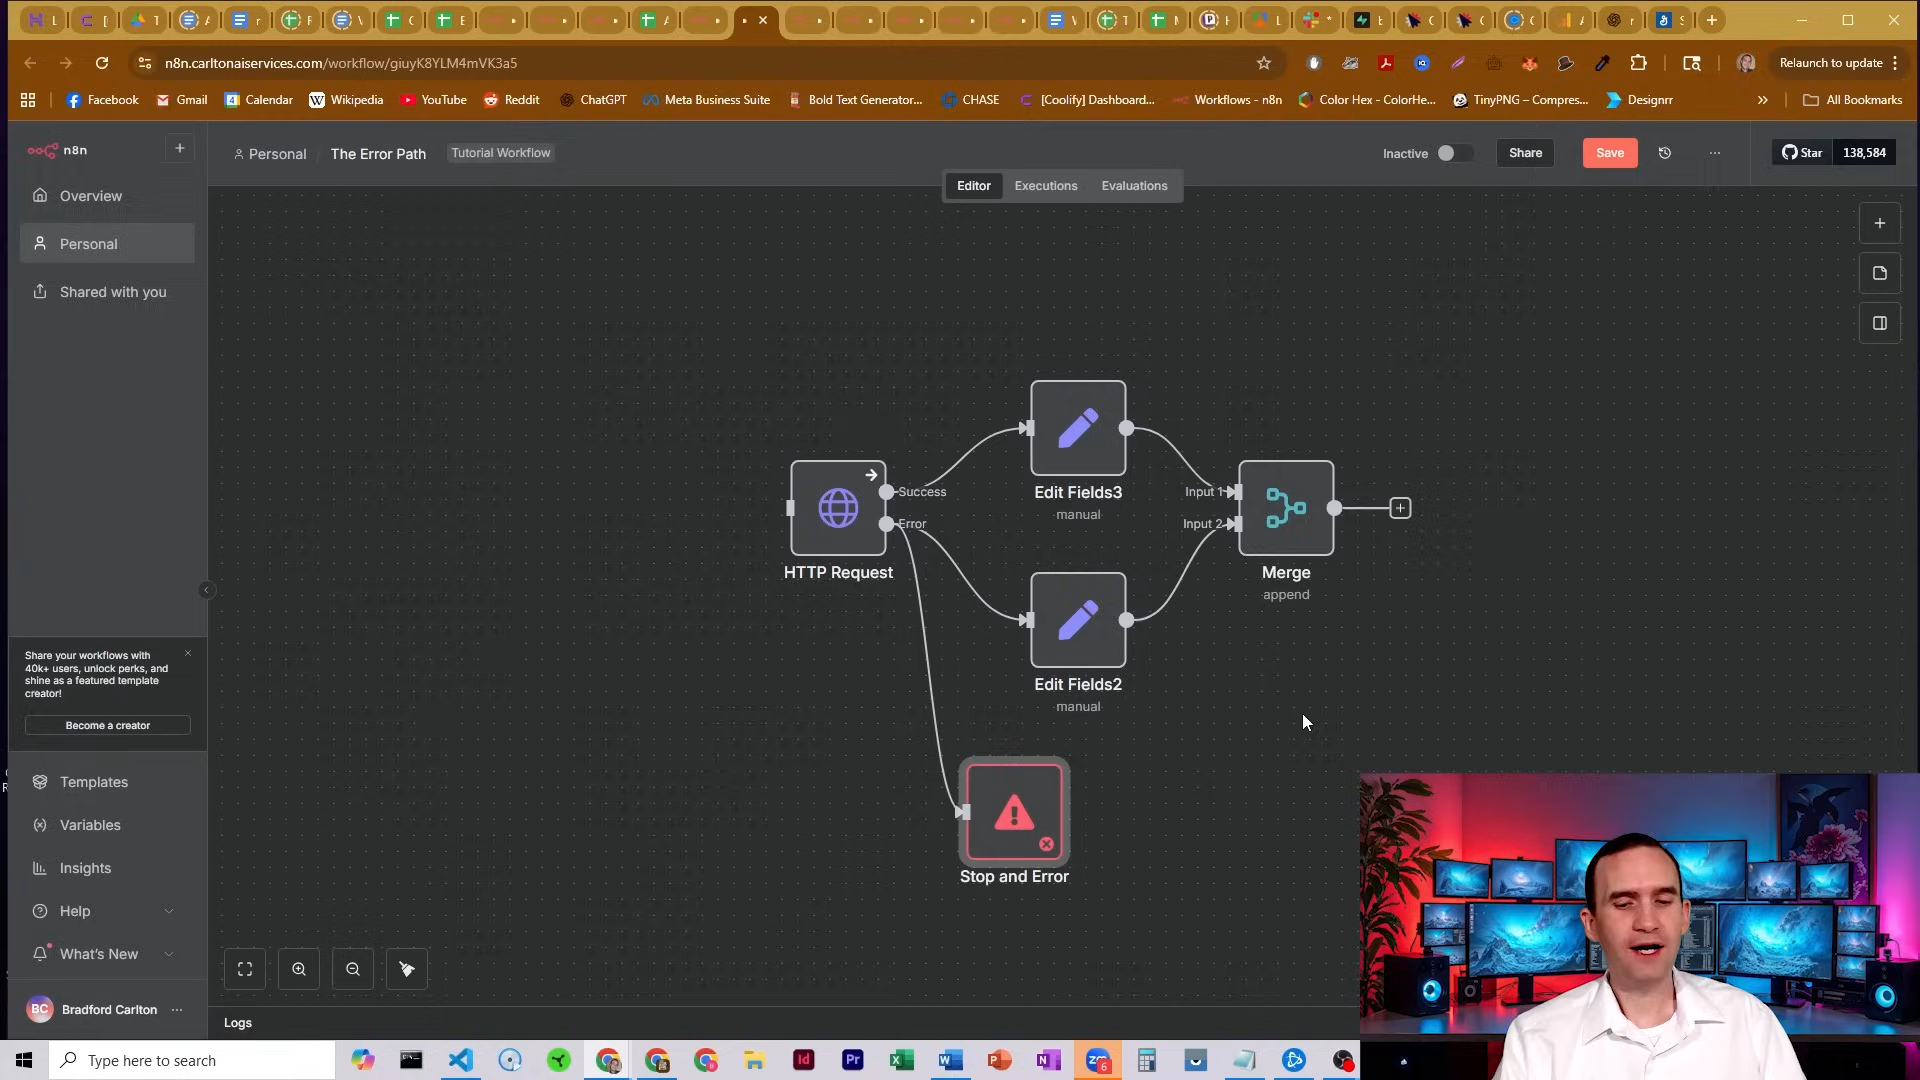 n8n.carltonaiservices.com/workflow/giuyK8YLM4mVK3a5
Relaunch to update
Facebook
Gmail
Calendar
Wikipedia
YouTube
Reddit
ChatGPT
Meta Business Suite
Bold Text Generator...
CHASE
[Coolify] Dashboard...
Workflows - n8n
Color Hex - ColorHe...
TinyPNG – Compres...
Designrr
All Bookmarks
n8n
Personal / The Error Path
Tutorial Workflow
Inactive
Share
Save
Star 138,584
Editor
Executions
Evaluations
Overview
Personal
Shared with you
Success
Error
HTTP Request
Edit Fields3
manual
Input 1
Input 2
Merge
append
Edit Fields2
manual
Stop and Error
Share your workflows with
40k+ users, unlock perks, and
shine as a featured template
creator!
Become a creator
Templates
Variables
Insights
Help
What's New
BC
Bradford Carlton
Logs
Type here to search